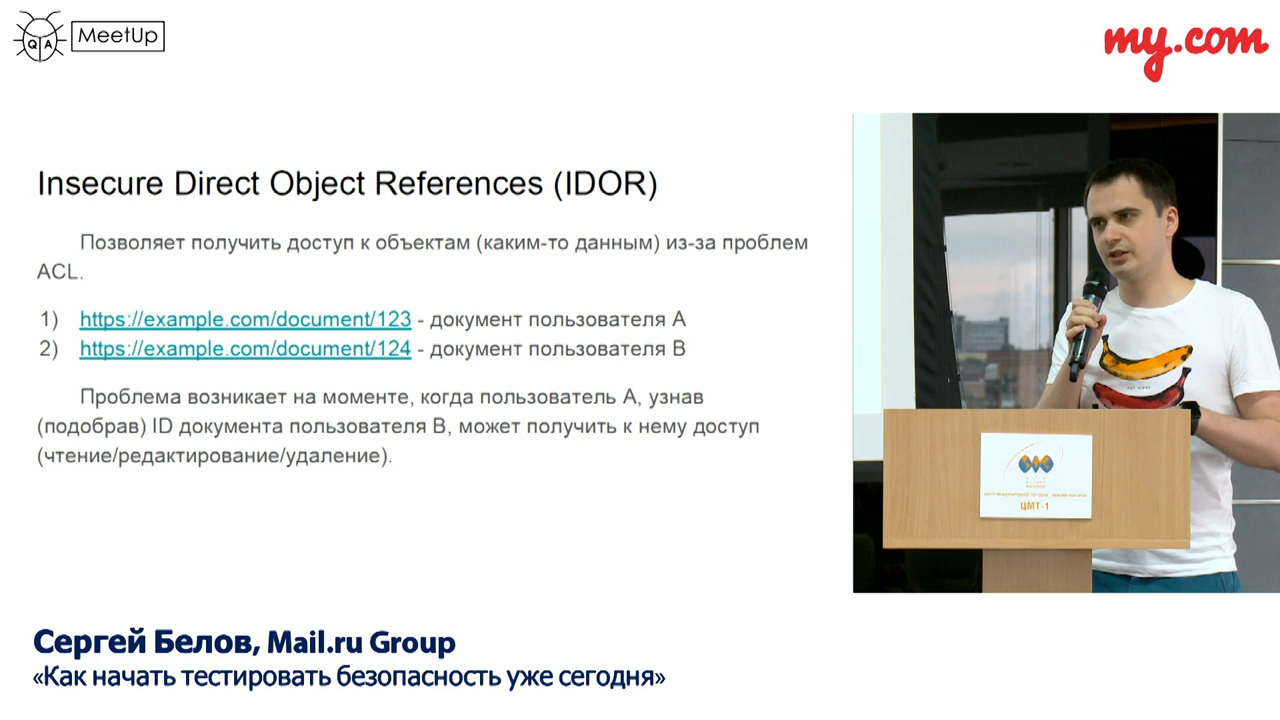 QA MeetUp
my.com
Insecure Direct Object References (IDOR)
Позволяет получить доступ к объектам (каким-то данным) из-за проблем
ACL.
1) https://example.com/document/123 - документ пользователя А
2) https://example.com/document/124 - документ пользователя В
Проблема возникает на моменте, когда пользователь А, узнав
(подобрав) ID документа пользователя В, может получить к нему доступ
(чтение/редактирование/удаление).
ЦМТ-1
Сергей Белов, Mail.ru Group
«Как начать тестировать безопасность уже сегодня»